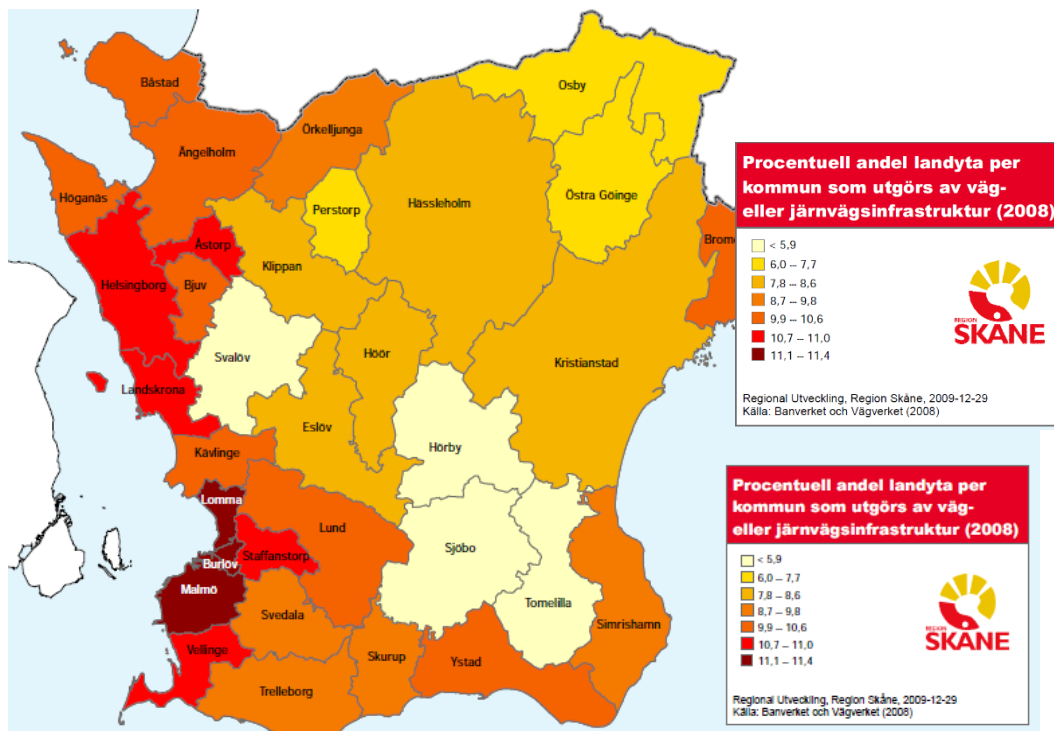 Osby
Båstad
Örkelljunga
Ängelholm
Höganäs
Perstorp
Hässleholm
Östra Göinge
Åstorp
Klippan
Helsingborg
Bjuv
Svalöv
Höör
Kristianstad
Landskrona
Eslöv
Hörby
Kävlinge
Lomma
Lund
Staffanstorp
Burlöv
Sjöbo
Malmö
Svedala
Tomelilla
Simrishamn
Vellinge
Skurup
Ystad
Trelleborg
Procentuell andel landyta per
kommun som utgörs av väg-
eller järnvägsinfrastruktur (2008)
< 5,9
6,0 – 7,7
7,8 – 8,6
8,7 – 9,8
9,9 – 10,6
10,7 – 11,0
11,1 – 11,4
REGION
SKÅNE
Regional Utveckling, Region Skåne, 2009-12-29
Källa: Banverket och Vägverket (2008)
Procentuell andel landyta per
kommun som utgörs av väg-
eller järnvägsinfrastruktur (2008)
< 5,9
6,0 – 7,7
7,8 – 8,6
8,7 – 9,8
9,9 – 10,6
10,7 – 11,0
11,1 – 11,4
REGION
SKÅNE
Regional Utveckling, Region Skåne, 2009-12-29
Källa: Banverket och Vägverket (2008)